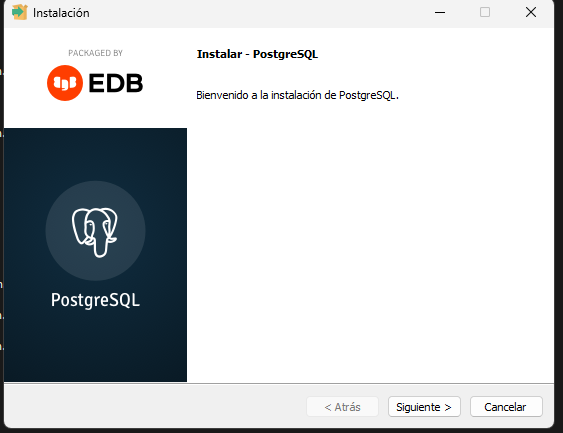 Instalación
PACKAGED BY
EDB
Instalar - PostgreSQL
Bienvenido a la instalación de PostgreSQL.
PostgreSQL
< Atrás
Siguiente >
Cancelar